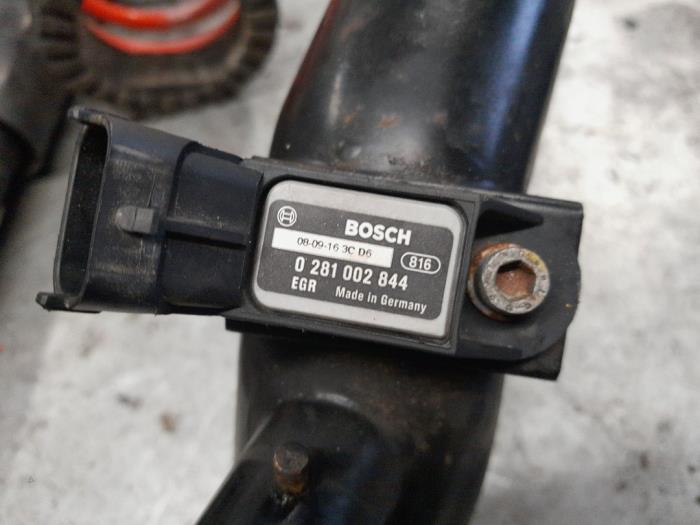 BOSCH
08-09-16 3C D6
816
0 281 002 844
EGR Made in Germany